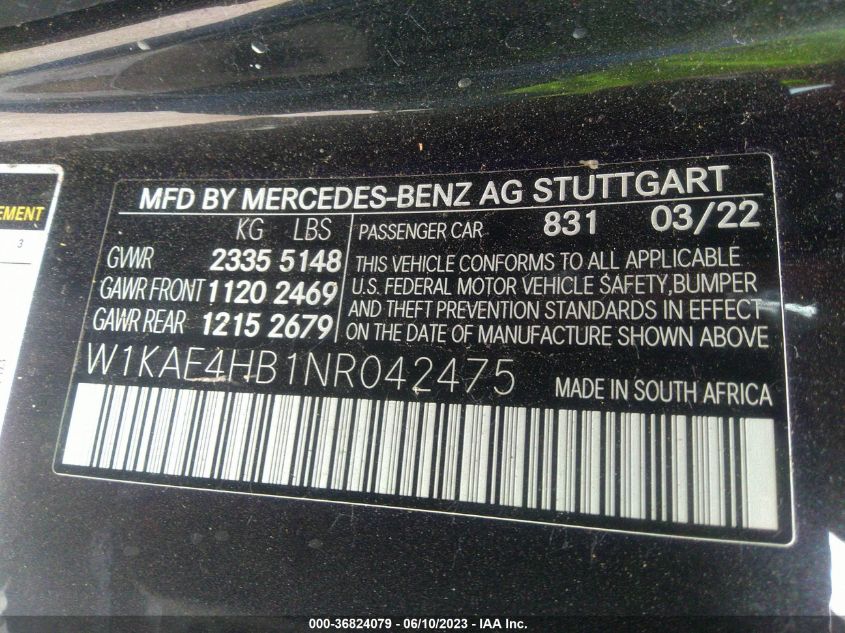 EMENT
3
MFD BY MERCEDES-BENZ AG STUTTGART
KG LBS
GVWR 2335 5148
GAWR FRONT 1120 2469
GAWR REAR 1215 2679
PASSENGER CAR 831 03/22
THIS VEHICLE CONFORMS TO ALL APPLICABLE
U.S. FEDERAL MOTOR VEHICLE SAFETY, BUMPER
AND THEFT PREVENTION STANDARDS IN EFFECT
ON THE DATE OF MANUFACTURE SHOWN ABOVE
W1KAF4HB1NR042475
MADE IN SOUTH AFRICA
000-36824079 - 06/10/2023 - IAA Inc.